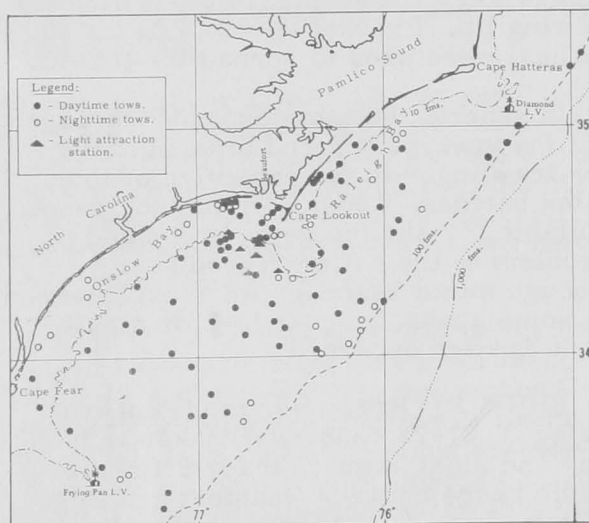 Cape Hatteras
Pamlico Sound
Legend:
- Daytime tows.
- Nighttime tows.
- Light attraction
station.
10 fms.
Diamond
L.V.
35
Raleigh Bay
Beaufort
North Carolina
Cape Lookout
Onslow Bay
100 fms.
1,000 fms.
34
Cape Fear
Frying Pan L.V.
77
76